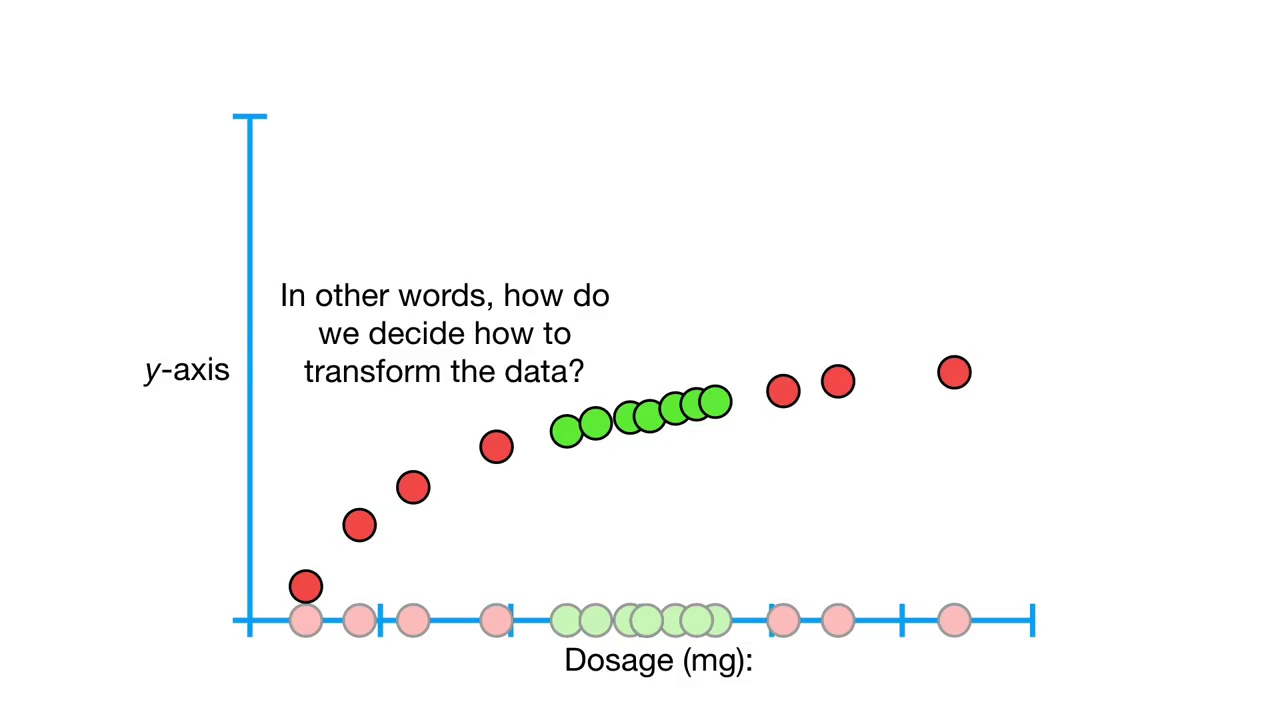 In other words, how do
we decide how to
transform the data?
y-axis
Dosage (mg):